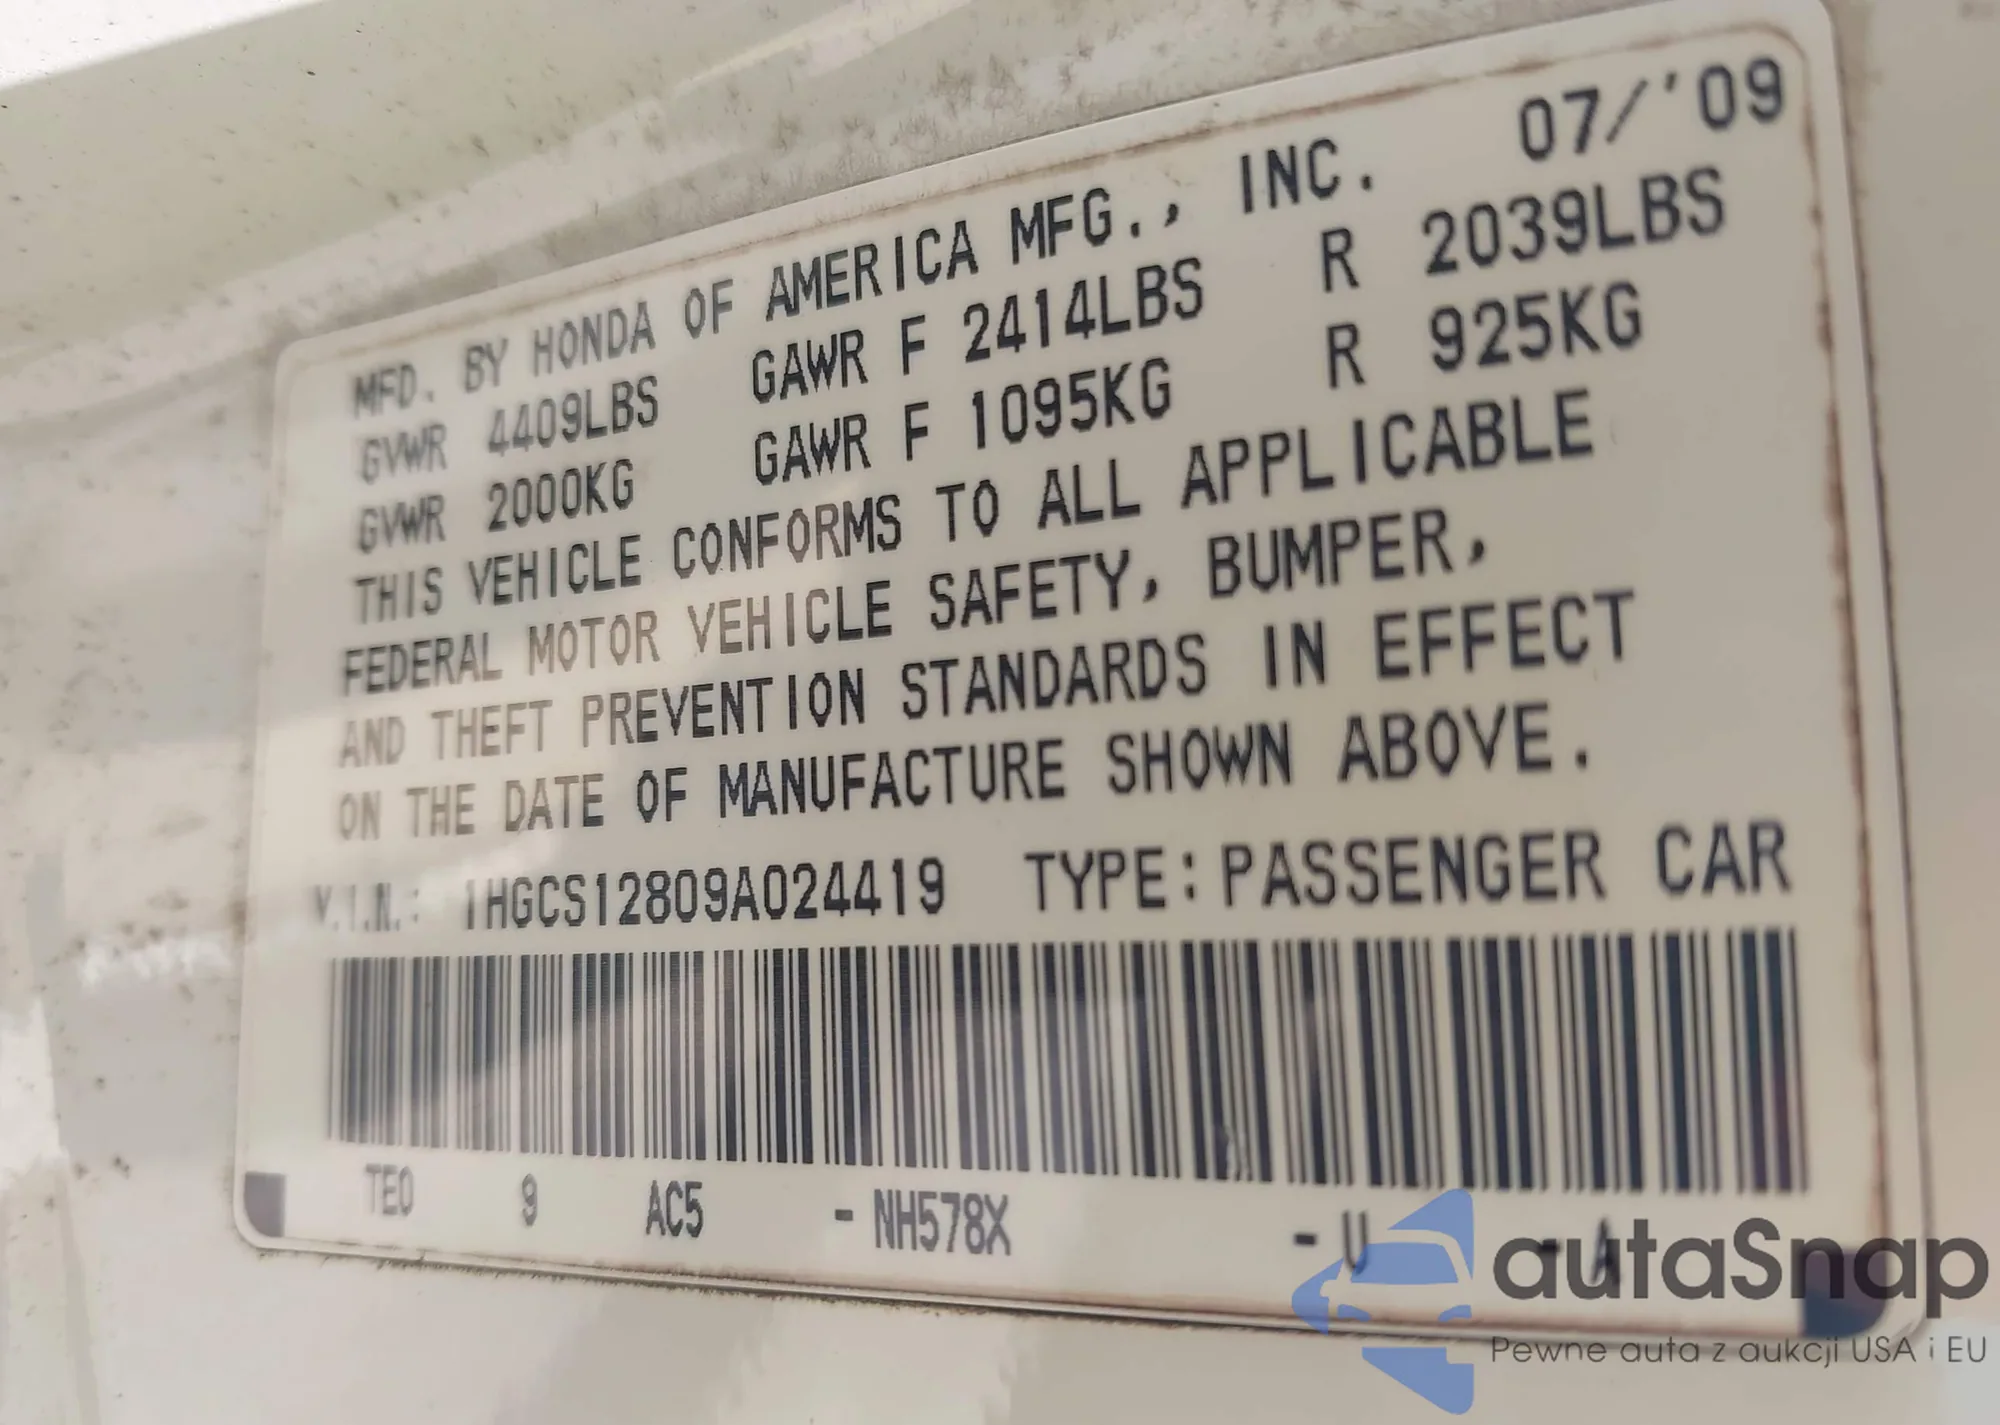 MFD. BY HONDA OF AMERICA MFG., INC. 07/'09
GVWR 4409LBS GAWR F 2414LBS R 2039LBS
GVWR 2000KG GAWR F 1095KG R 925KG
THIS VEHICLE CONFORMS TO ALL APPLICABLE
FEDERAL MOTOR VEHICLE SAFETY, BUMPER,
AND THEFT PREVENTION STANDARDS IN EFFECT
ON THE DATE OF MANUFACTURE SHOWN ABOVE.
V.I.N.: 1HGCS12809A024419 TYPE:PASSENGER CAR
TE0 9 AC5 -NH578X -U -A
autaSnap
Pewne auta z aukcji USA i EU